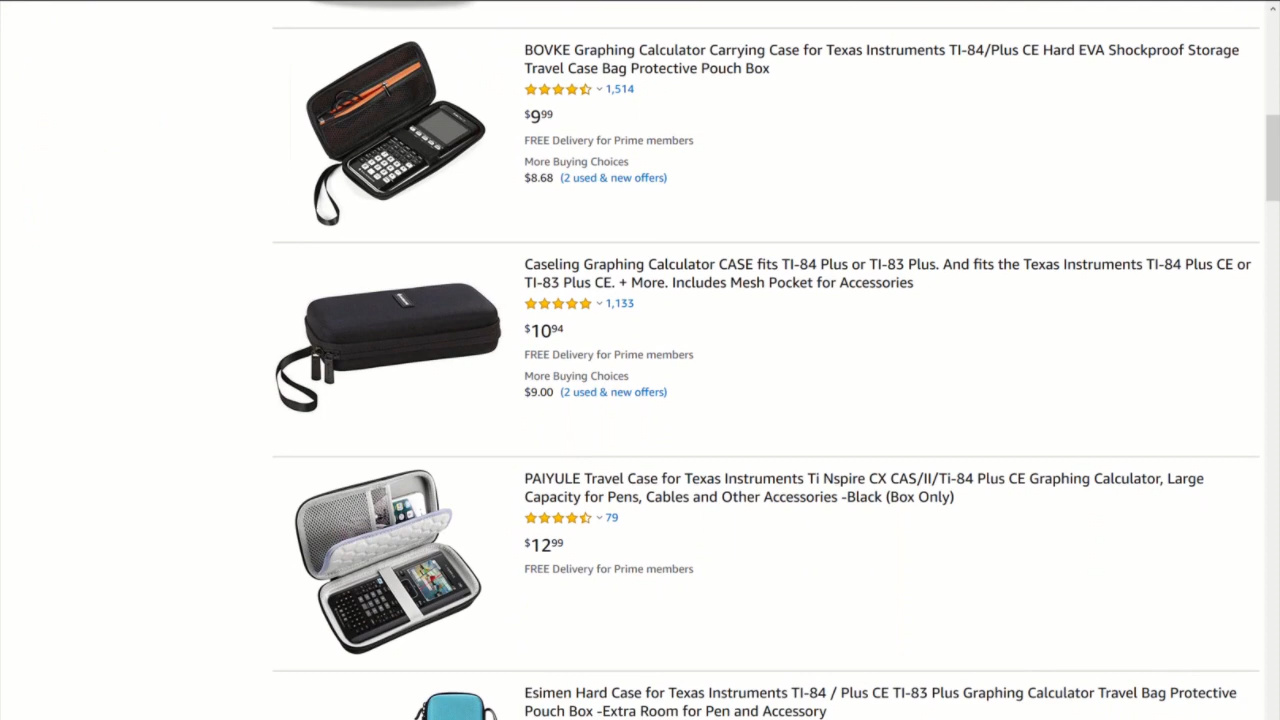 BOVKE Graphing Calculator Carrying Case for Texas Instruments TI-84/Plus CE Hard EVA Shockproof Storage
Travel Case Bag Protective Pouch Box
1,514
$999
FREE Delivery for Prime members
More Buying Choices
$8.68 (2 used & new offers)
Caseling Graphing Calculator CASE fits TI-84 Plus or TI-83 Plus. And fits the Texas Instruments TI-84 Plus CE or
TI-83 Plus CE. + More. Includes Mesh Pocket for Accessories
1,133
$1094
FREE Delivery for Prime members
More Buying Choices
$9.00 (2 used & new offers)
PAIYULE Travel Case for Texas Instruments Ti Nspire CX CAS/II/Ti-84 Plus CE Graphing Calculator, Large
Capacity for Pens, Cables and Other Accessories -Black (Box Only)
79
$1299
FREE Delivery for Prime members
Esimen Hard Case for Texas Instruments TI-84 / Plus CE TI-83 Plus Graphing Calculator Travel Bag Protective
Pouch Box -Extra Room for Pen and Accessory